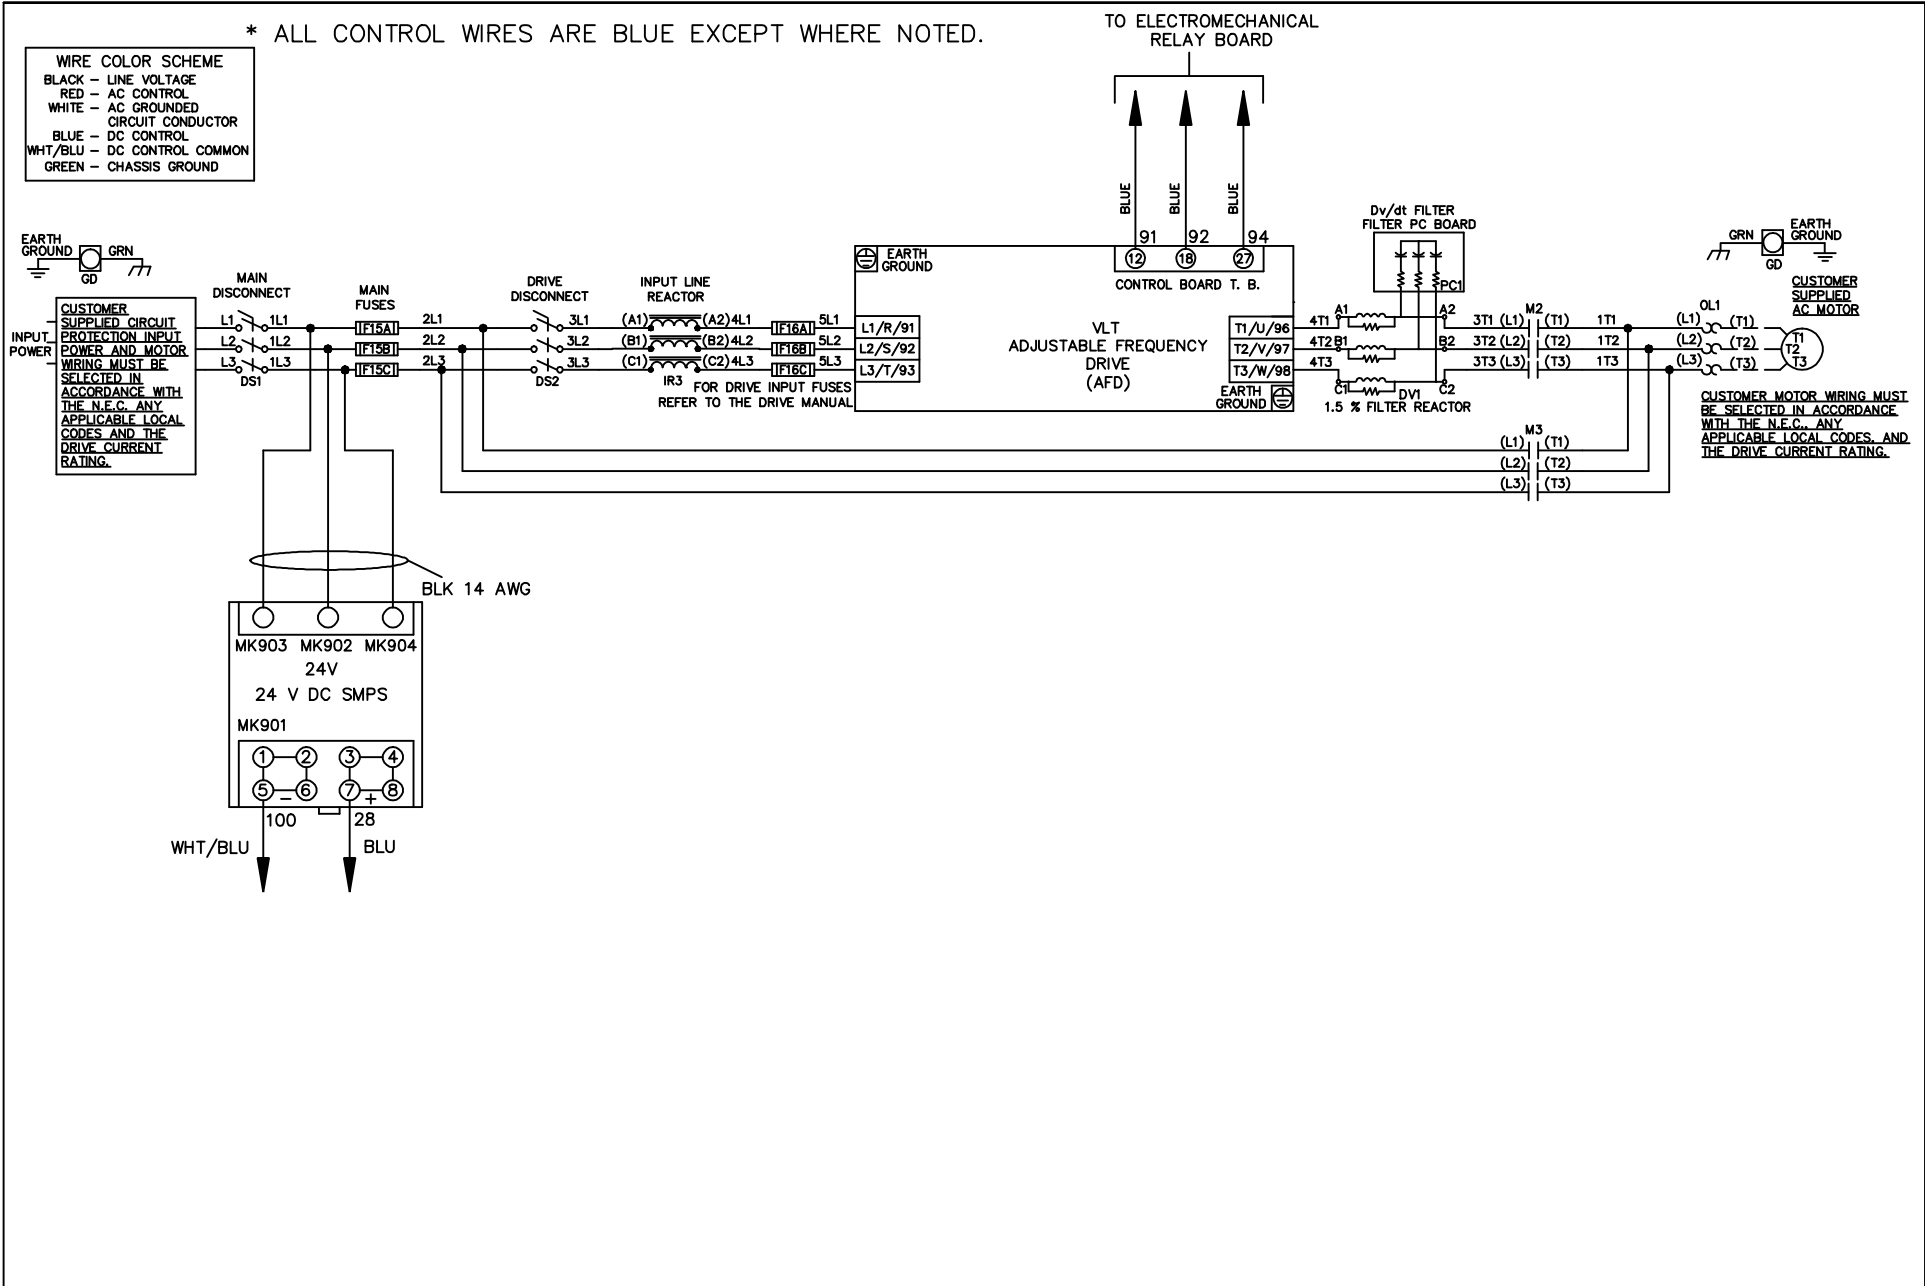 * ALL CONTROL WIRES ARE BLUE EXCEPT WHERE NOTED.
WIRE COLOR SCHEME
BLACK – LINE VOLTAGE
RED – AC CONTROL
WHITE – AC GROUNDED
CIRCUIT CONDUCTOR
BLUE – DC CONTROL
WHT/BLU – DC CONTROL COMMON
GREEN – CHASSIS GROUND
TO ELECTROMECHANICAL
RELAY BOARD
BLUE
BLUE
BLUE
91
92
94
12
18
27
CONTROL BOARD T. B.
EARTH
GROUND
GRN
GD
INPUT
POWER
CUSTOMER
SUPPLIED CIRCUIT
PROTECTION INPUT
POWER AND MOTOR
WIRING MUST BE
SELECTED IN
ACCORDANCE WITH
THE N.E.C. ANY
APPLICABLE LOCAL
CODES AND THE
DRIVE CURRENT
RATING.
MAIN
DISCONNECT
L1 1L1
L2 1L2
L3 1L3
DS1
MAIN
FUSES
F15A
F15B
F15C
2L1
2L2
2L3
DRIVE
DISCONNECT
3L1
3L2
3L3
DS2
INPUT LINE
REACTOR
(A1) (A2) 4L1
(B1) (B2) 4L2
(C1) (C2) 4L3
IR3
F16A 5L1
F16B 5L2
F16C 5L3
FOR DRIVE INPUT FUSES
REFER TO THE DRIVE MANUAL
EARTH
GROUND
L1/R/91
L2/S/92
L3/T/93
VLT
ADJUSTABLE FREQUENCY
DRIVE
(AFD)
T1/U/96
T2/V/97
T3/W/98
EARTH
GROUND
Dv/dt FILTER
FILTER PC BOARD
PC1
4T1 A1 A2
4T2 B1 B2
4T3 C1 C2
DV1
1.5 % FILTER REACTOR
M2
3T1 (L1) (T1) 1T1
3T2 (L2) (T2) 1T2
3T3 (L3) (T3) 1T3
M3
(L1) (T1)
(L2) (T2)
(L3) (T3)
OL1
(L1) (T1)
(L2) (T2)
(L3) (T3)
T1
T2
T3
GRN
GD
EARTH
GROUND
CUSTOMER
SUPPLIED
AC MOTOR
CUSTOMER MOTOR WIRING MUST
BE SELECTED IN ACCORDANCE
WITH THE N.E.C., ANY
APPLICABLE LOCAL CODES, AND
THE DRIVE CURRENT RATING.
BLK 14 AWG
MK903 MK902 MK904
24V
24 V DC SMPS
MK901
1 2 3 4
5 6 7 8
– +
100 28
WHT/BLU BLU